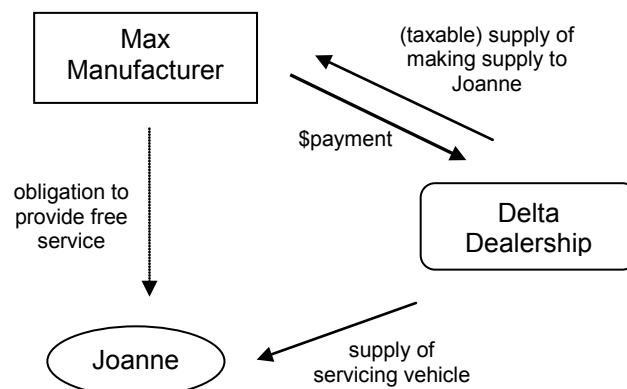 Max
Manufacturer
(taxable) supply of
making supply to
Joanne
$payment
obligation to
provide free
service
Delta
Dealership
Joanne
supply of
servicing vehicle